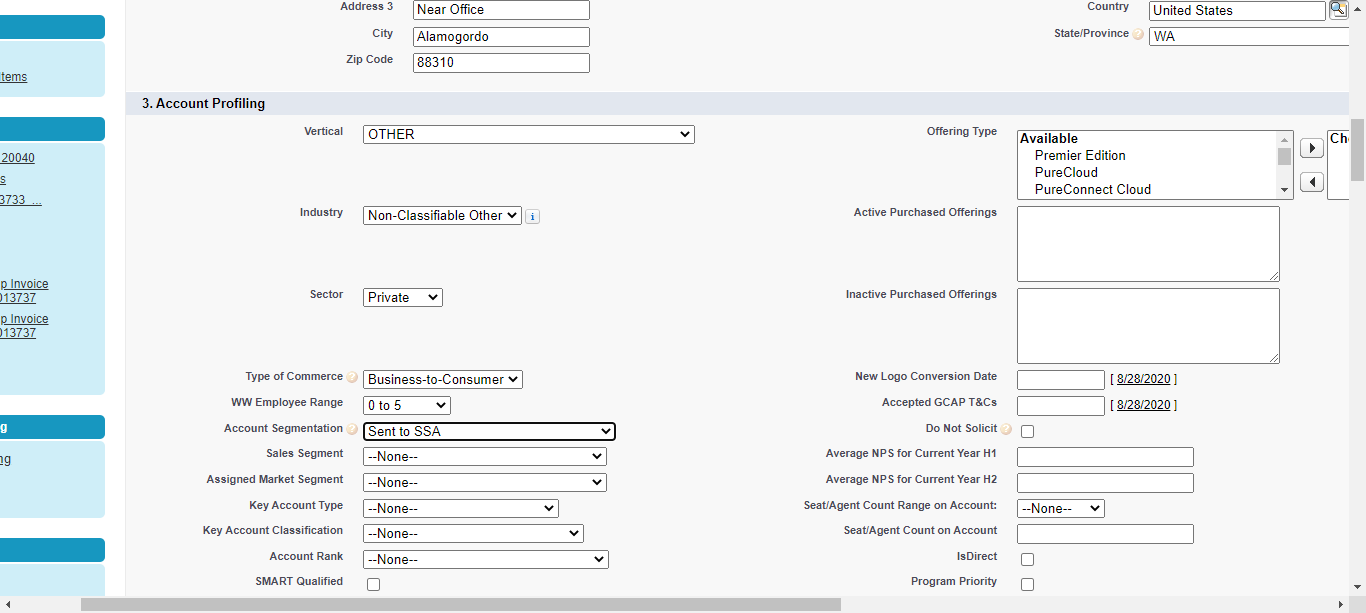 Address 3 Near Office Country United States
City Alamogordo State/Province WA
Zip Code 88310
Items
3. Account Profiling
Vertical OTHER Offering Type Available
Premier Edition
PureCloud
PureConnect Cloud
20040
s
3733 ...
Industry Non-Classifiable Other i Active Purchased Offerings
p Invoice
013737
Sector Private Inactive Purchased Offerings
p Invoice
013737
Type of Commerce ? Business-to-Consumer New Logo Conversion Date [ 8/28/2020 ]
WW Employee Range 0 to 5 Accepted GCAP T&Cs [ 8/28/2020 ]
g
Account Segmentation ? Sent to SSA Do Not Solicit ?
ng
Sales Segment --None-- Average NPS for Current Year H1
Assigned Market Segment --None-- Average NPS for Current Year H2
Key Account Type --None-- Seat/Agent Count Range on Account: --None--
Key Account Classification --None-- Seat/Agent Count on Account
Account Rank --None-- IsDirect
SMART Qualified Program Priority